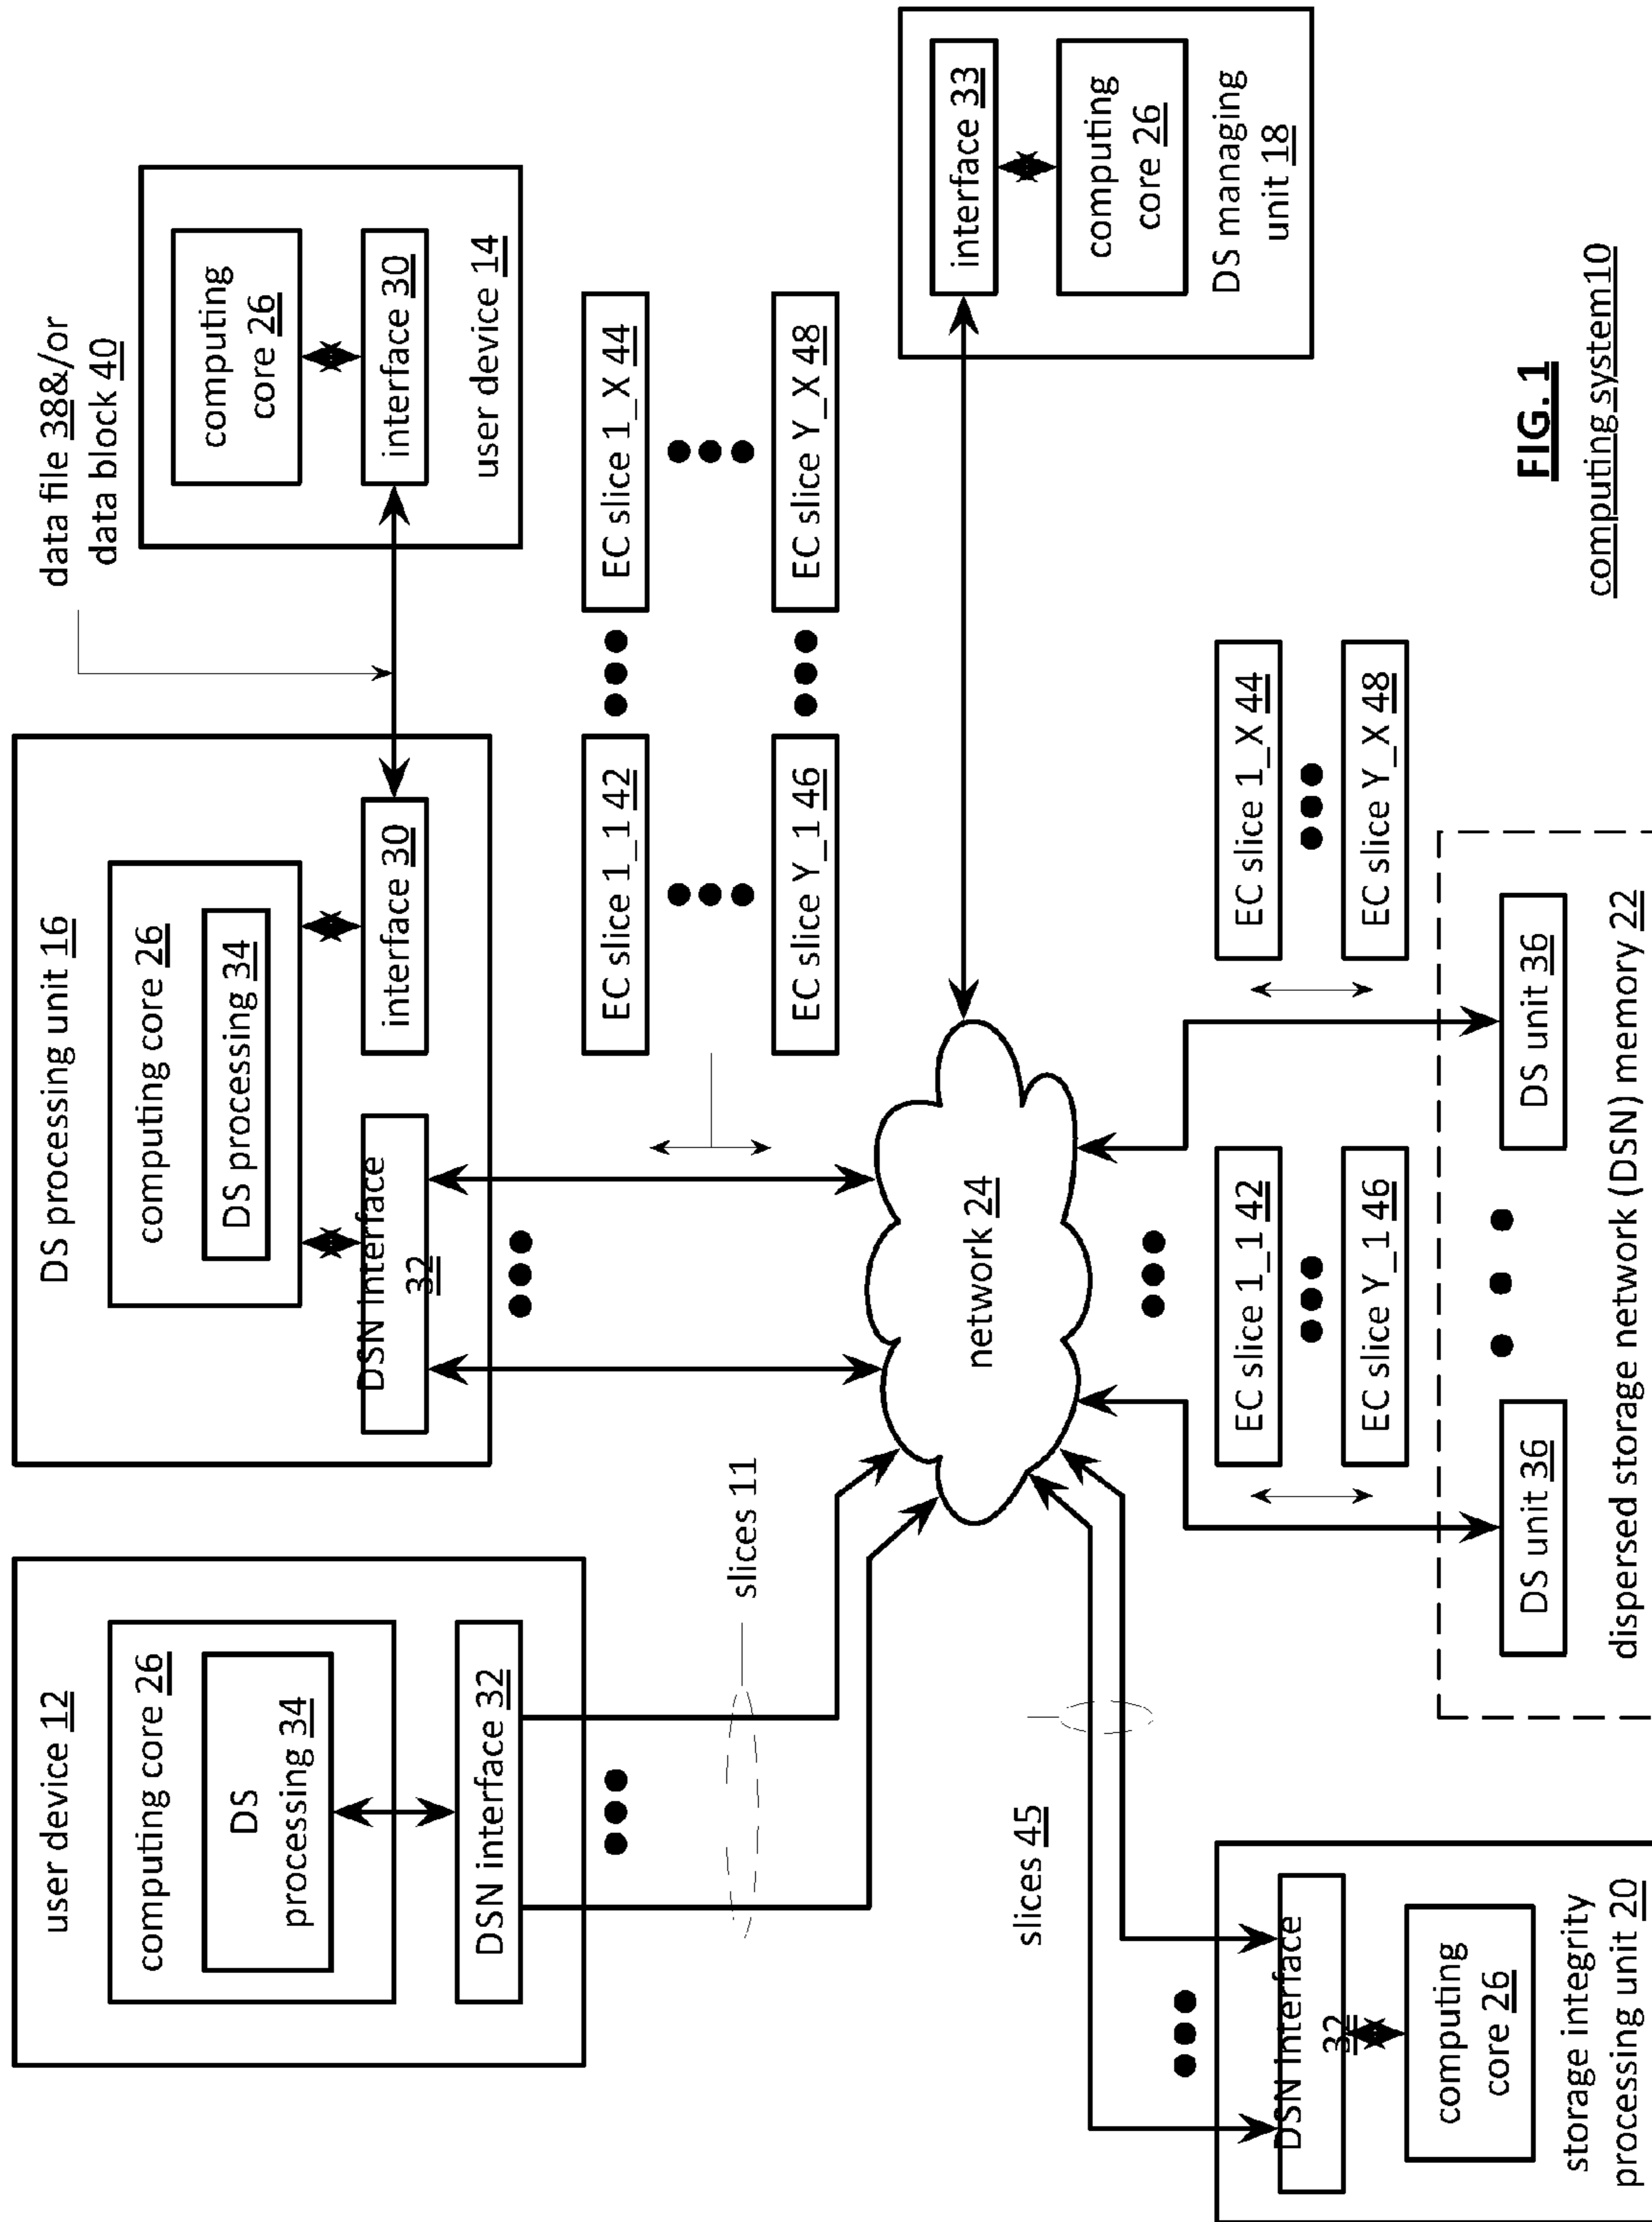 user device 12
computing core 26
DS
processing 34
DSN interface 32
DS processing unit 16
computing core 26
DS processing 34
DSN interface
32
interface 30
data file 38&/or
data block 40
computing
core 26
interface 30
user device 14
slices 11
EC slice 1_1 42
EC slice 1_X 44
EC slice Y_1 46
EC slice Y_X 48
network 24
interface 33
computing
core 26
DS managing
unit 18
slices 45
DSN interface
32
computing
core 26
storage integrity
processing unit 20
EC slice 1_1 42
EC slice Y_1 46
EC slice 1_X 44
EC slice Y_X 48
DS unit 36
DS unit 36
dispersed storage network (DSN) memory 22
FIG. 1
computing system10